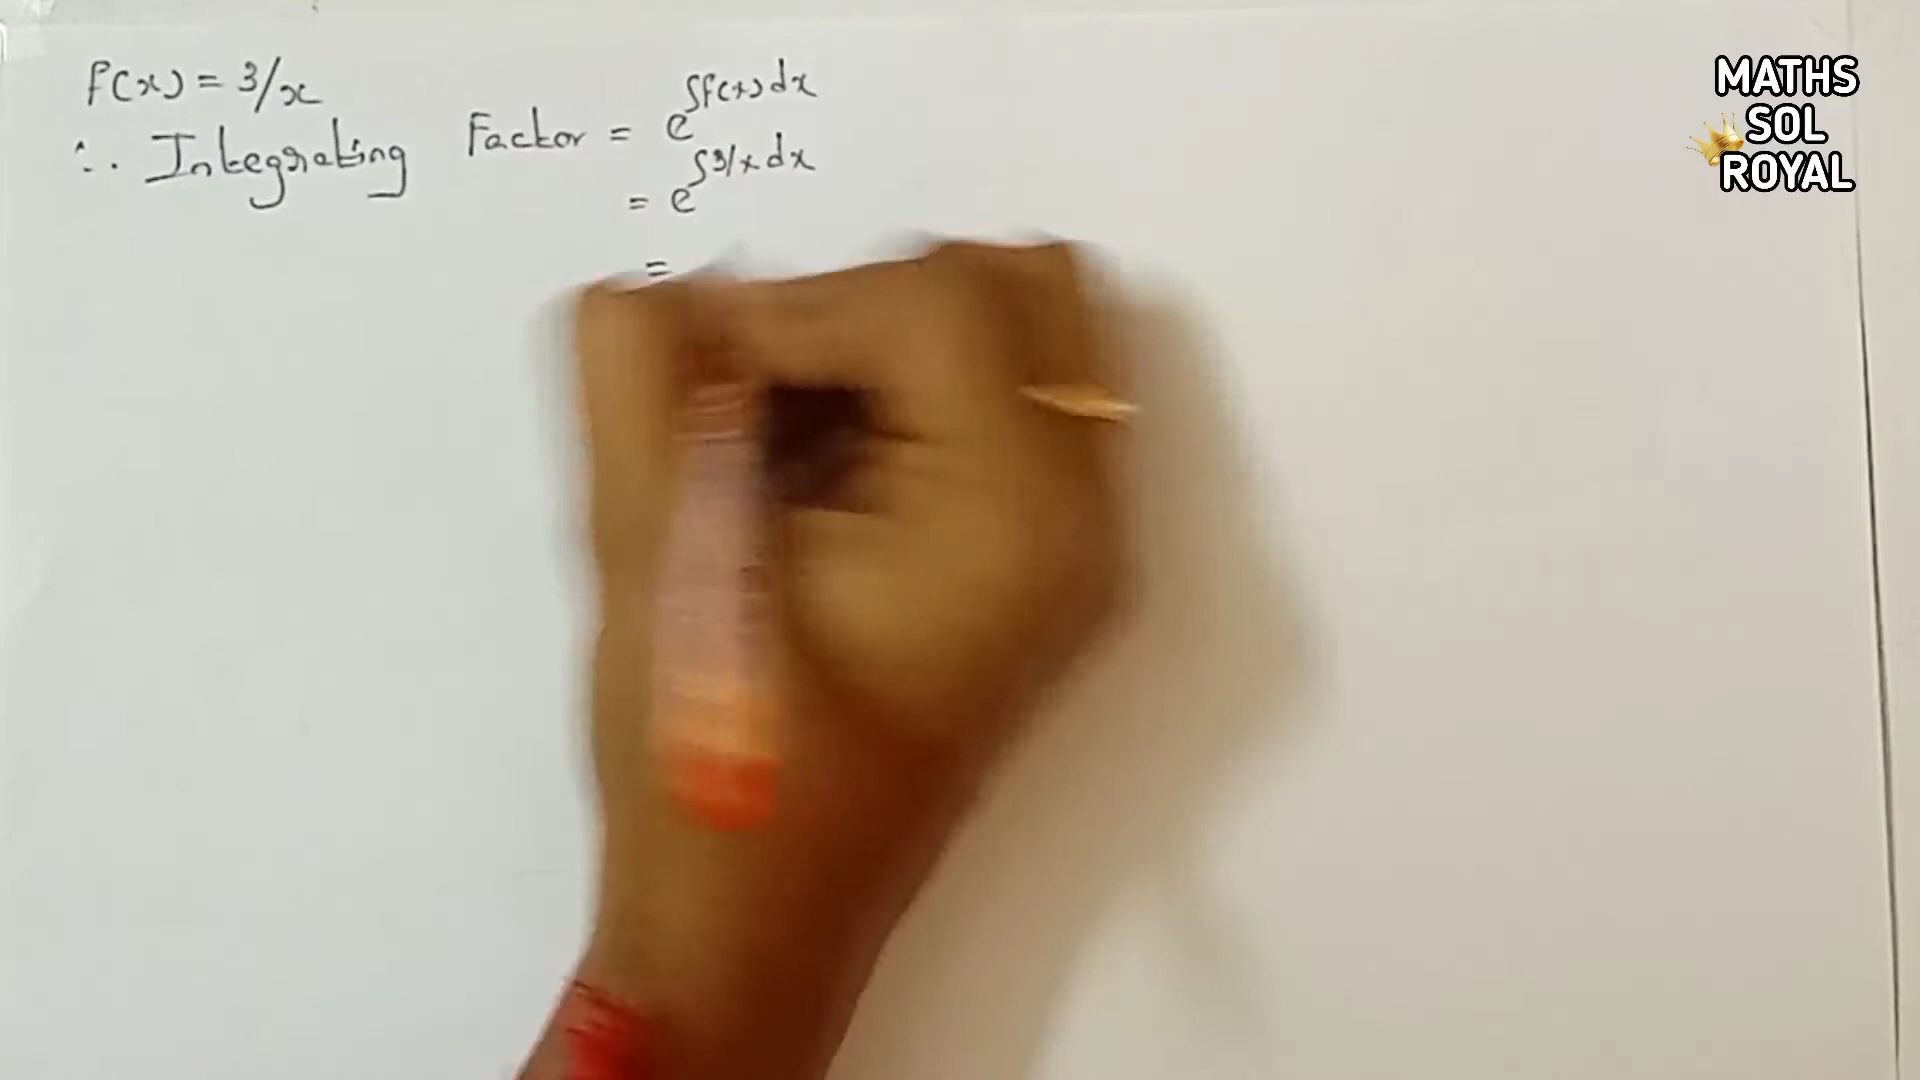 f(x) = 3/x
∴ Integrating Factor = e^∫f(x)dx
= e^∫3/x dx
=
MATHS
SOL
ROYAL